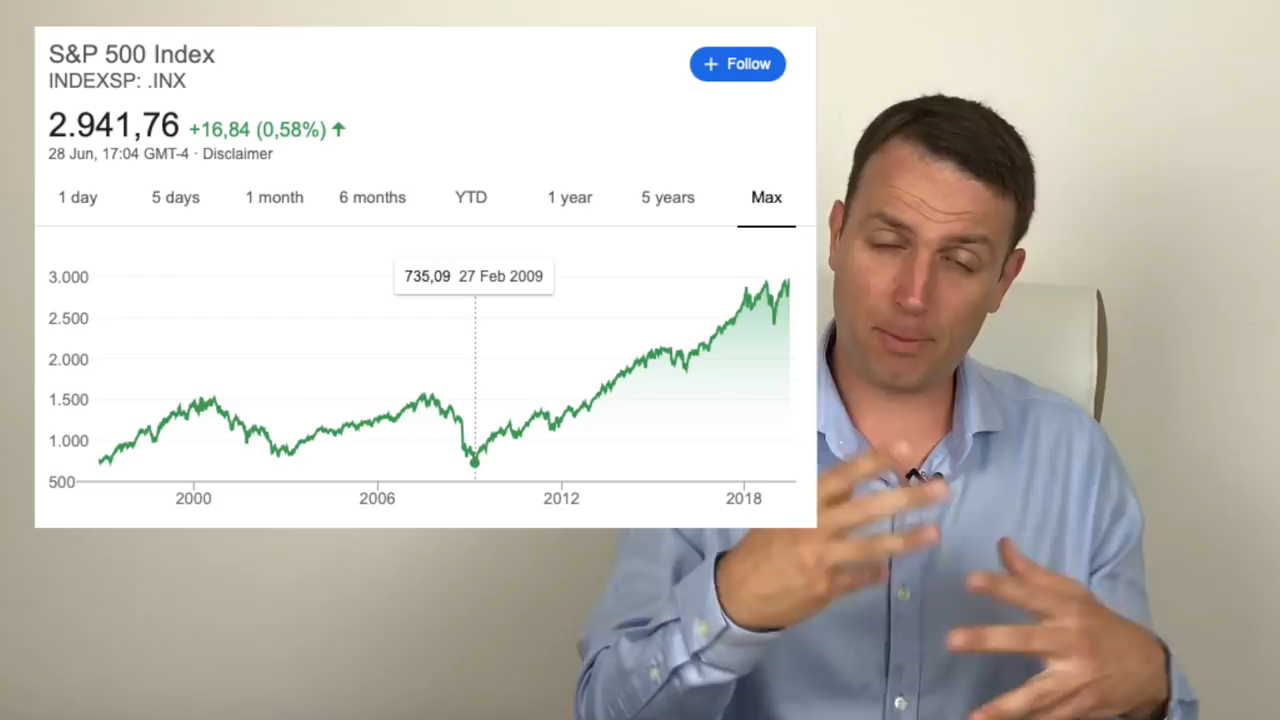 S&P 500 Index
INDEXSP: .INX
+ Follow
2.941,76 +16,84 (0,58%) ↑
28 Jun, 17:04 GMT-4 · Disclaimer
1 day 5 days 1 month 6 months YTD 1 year 5 years Max
735,09 27 Feb 2009
3.000
2.500
2.000
1.500
1.000
500
2000 2006 2012 2018